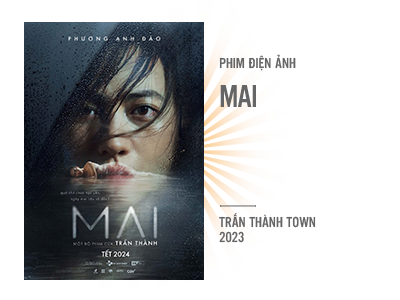 PHƯƠNG ANH ĐÀO
MAI
MỘT BỘ PHIM CỦA TRẤN THÀNH
TẾT 2024
PHIM ĐIỆN ẢNH
MAI
TRẤN THÀNH TOWN
2023